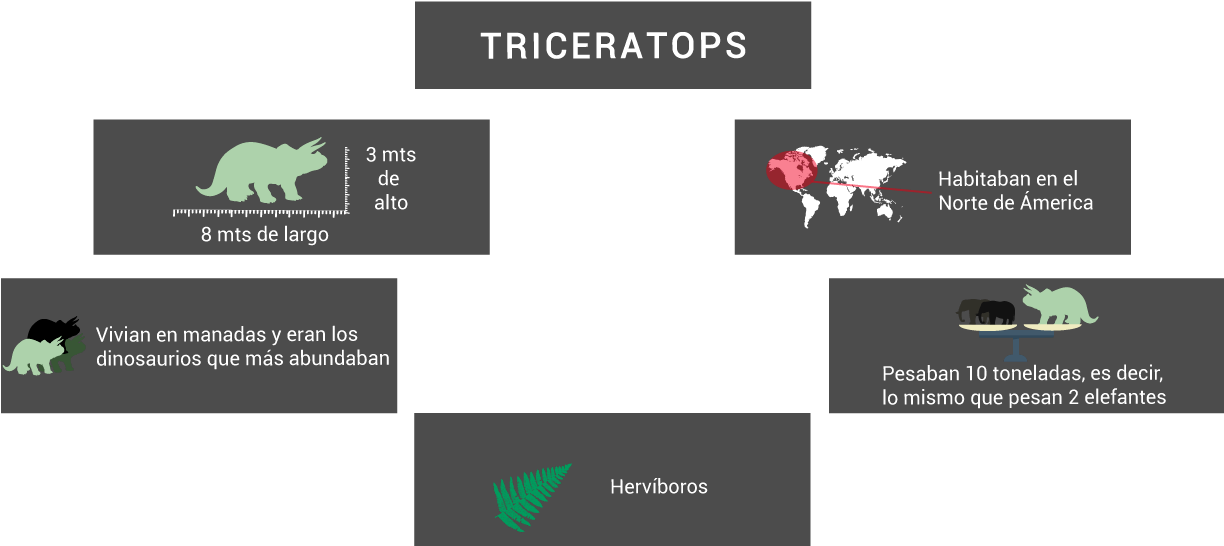 TRICERATOPS
3 mts
de
alto
8 mts de largo
Habitaban en el
Norte de Ámerica
Vivian en manadas y eran los
dinosaurios que más abundaban
Pesaban 10 toneladas, es decir,
lo mismo que pesan 2 elefantes
Hervíboros